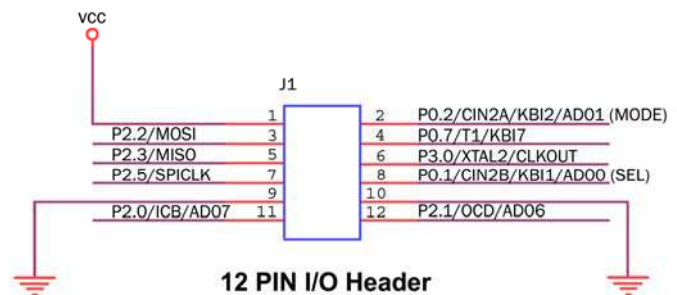 VCC
J1
1 2 P0.2/CIN2A/KBI2/AD01 (MODE)
P2.2/MOSI 3 4 P0.7/T1/KBI7
P2.3/MISO 5 6 P3.0/XTAL2/CLKOUT
P2.5/SPICLK 7 8 P0.1/CIN2B/KBI1/AD00 (SEL)
9 10
P2.0/ICB/AD07 11 12 P2.1/OCD/AD06
12 PIN I/O Header